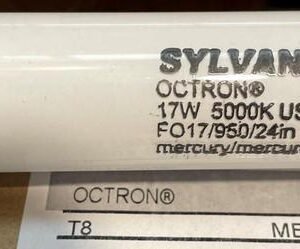 SYLVAN
OCTRON®
17W 5000K US
FO17/950/24in
mercury/mercur
OCTRON®
T8
ME